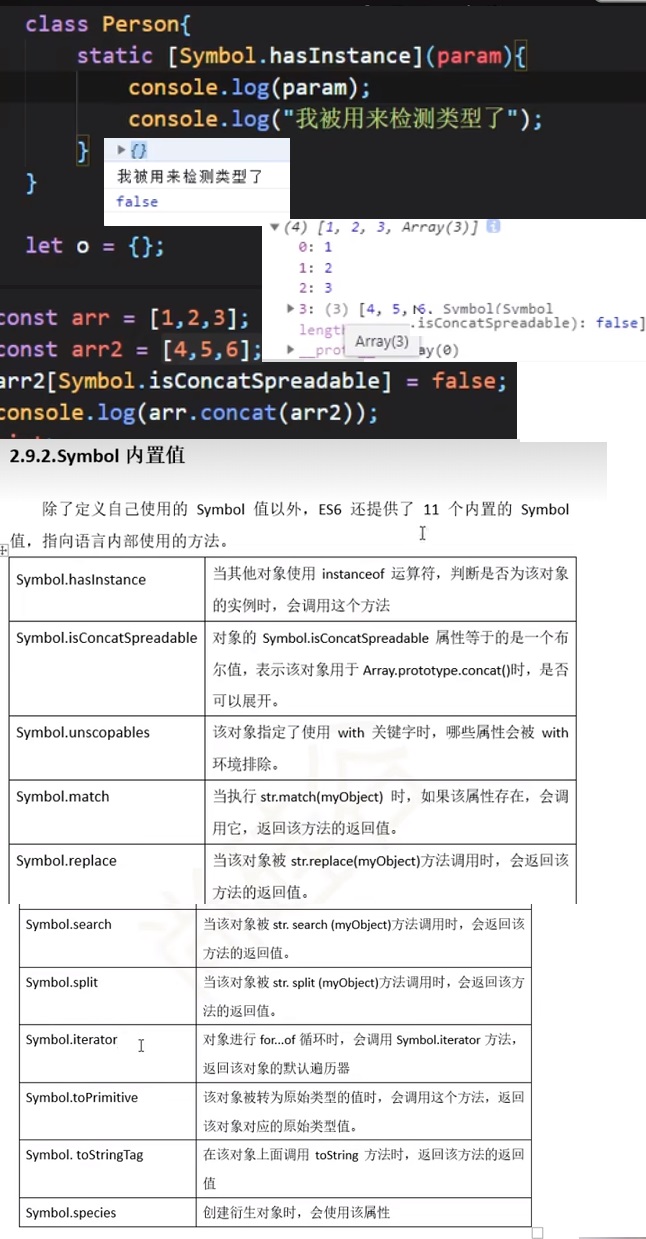 class Person{
static [Symbol.hasInstance](param){
console.log(param);
console.log("我被用来检测类型了");
}
▶ {}
我被用来检测类型了
}
false
let o = {};
▼(4) [1, 2, 3, Array(3)]
0: 1
1: 2
2: 3
▶3: (3) [4, 5, 6, Symbol(Symbol
.isConcatSpreadable): false]
Array(3)
const arr = [1,2,3];
const arr2 = [4,5,6];
arr2[Symbol.isConcatSpreadable] = false;
console.log(arr.concat(arr2));
2.9.2.Symbol 内置值
除了定义自己使用的 Symbol 值以外，ES6 还提供了 11 个内置的 Symbol
值，指向语言内部使用的方法。
Symbol.hasInstance
当其他对象使用 instanceof 运算符，判断是否为该对象
的实例时，会调用这个方法
Symbol.isConcatSpreadable
对象的 Symbol.isConcatSpreadable 属性等于的是一个布
尔值，表示该对象用于 Array.prototype.concat()时，是否
可以展开。
Symbol.unscopables
该对象指定了使用 with 关键字时，哪些属性会被 with
环境排除。
Symbol.match
当执行 str.match(myObject) 时，如果该属性存在，会调
用它，返回该方法的返回值。
Symbol.replace
当该对象被 str.replace(myObject)方法调用时，会返回该
方法的返回值。
Symbol.search
当该对象被 str. search (myObject)方法调用时，会返回该
方法的返回值。
Symbol.split
当该对象被 str. split (myObject)方法调用时，会返回该方
法的返回值。
Symbol.iterator
对象进行 for...of 循环时，会调用 Symbol.iterator 方法，
返回该对象的默认遍历器
Symbol.toPrimitive
该对象被转为原始类型的值时，会调用这个方法，返回
该对象对应的原始类型值。
Symbol. toStringTag
在该对象上面调用 toString 方法时，返回该方法的返回
值
Symbol.species
创建衍生对象时，会使用该属性